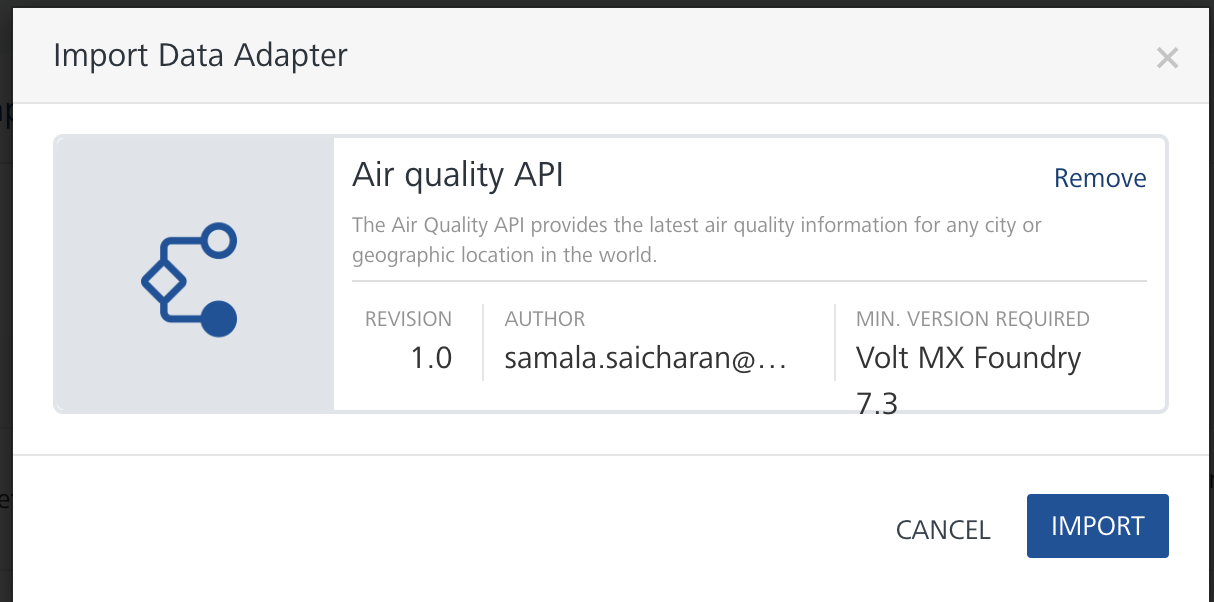 Import Data Adapter
Air quality API
Remove
The Air Quality API provides the latest air quality information for any city or
geographic location in the world.
REVISION
1.0
AUTHOR
samala.saicharan@...
MIN. VERSION REQUIRED
Volt MX Foundry
7.3
CANCEL
IMPORT